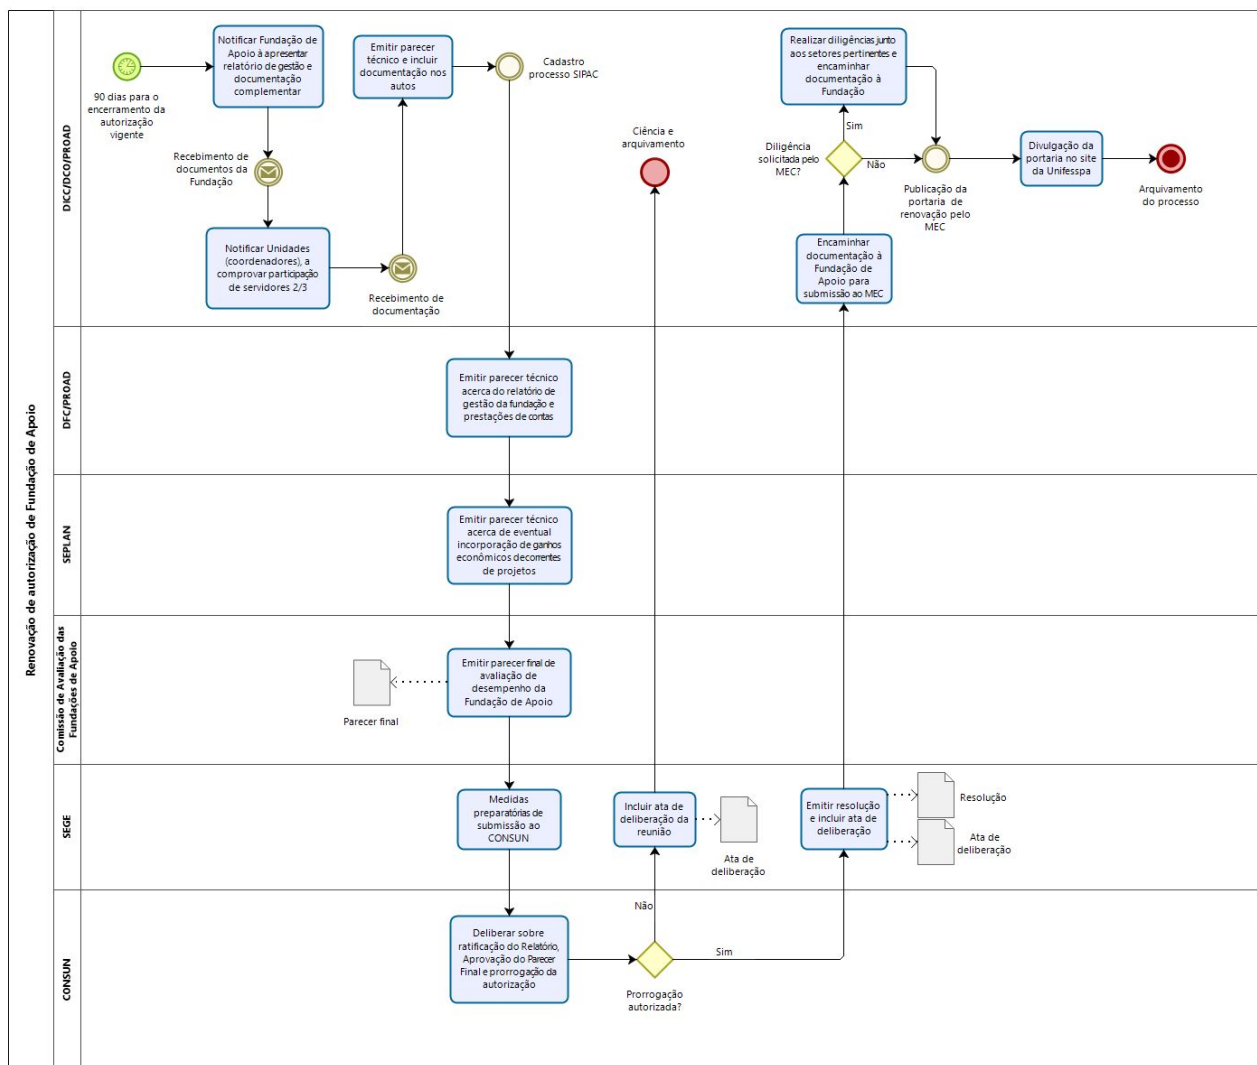 Renovação de autorização de Fundação de Apoio
DICC/DCO/PROAD
90 dias para o
encerramento da
autorização
vigente
Notificar Fundação de
Apoio à apresentar
relatório de gestão e
documentação
complementar
Recebimento de
documentos da
Fundação
Notificar Unidades
(coordenadores), a
comprovar participação
de servidores 2/3
Recebimento de
documentação
Emitir parecer
técnico e incluir
documentação nos
autos
Cadastro
processo SIPAC
Ciência e
arquivamento
Realizar diligências junto
aos setores pertinentes e
encaminhar
documentação à
Fundação
Sim
Diligência
solicitada pelo
MEC?
Não
Publicação da
portaria de
renovação pelo
MEC
Divulgação da
portaria no site
da Unifesspa
Arquivamento
do processo
Encaminhar
documentação à
Fundação de
Apoio para
submissão ao MEC
DFC/PROAD
Emitir parecer técnico
acerca do relatório de
gestão da fundação e
prestações de contas
SEPLAN
Emitir parecer técnico
acerca de eventual
incorporação de ganhos
econômicos decorrentes
de projetos
Comissão de Avaliação das
Fundações de Apoio
Emitir parecer final de
avaliação de
desempenho da
Fundação de Apoio
Parecer final
SEGE
Medidas
preparatórias de
submissão ao
CONSUN
Incluir ata de
deliberação da
reunião
Ata de
deliberação
Emitir resolução
e incluir ata de
deliberação
Resolução
Ata de
deliberação
CONSUN
Deliberar sobre
ratificação do Relatório,
Aprovação do Parecer
Final e prorrogação da
autorização
Não
Sim
Prorrogação
autorizada?